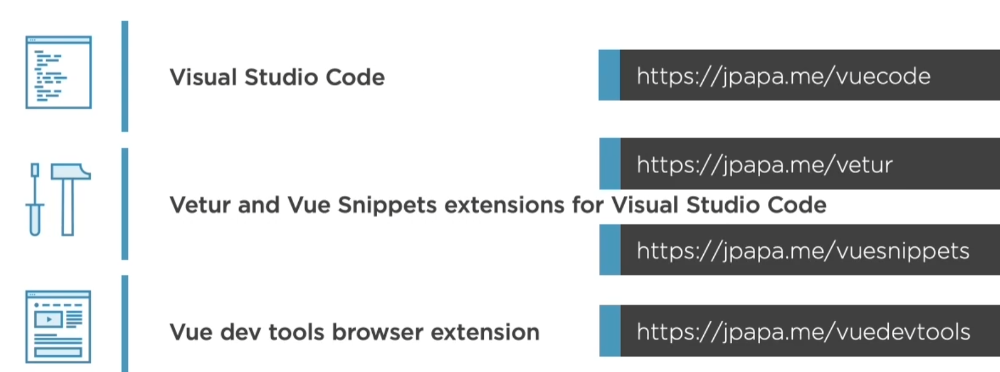 Visual Studio Code
https://jpapa.me/vuecode
https://jpapa.me/vetur
Vetur and Vue Snippets extensions for Visual Studio Code
https://jpapa.me/vuesnippets
Vue dev tools browser extension
https://jpapa.me/vuedevtools